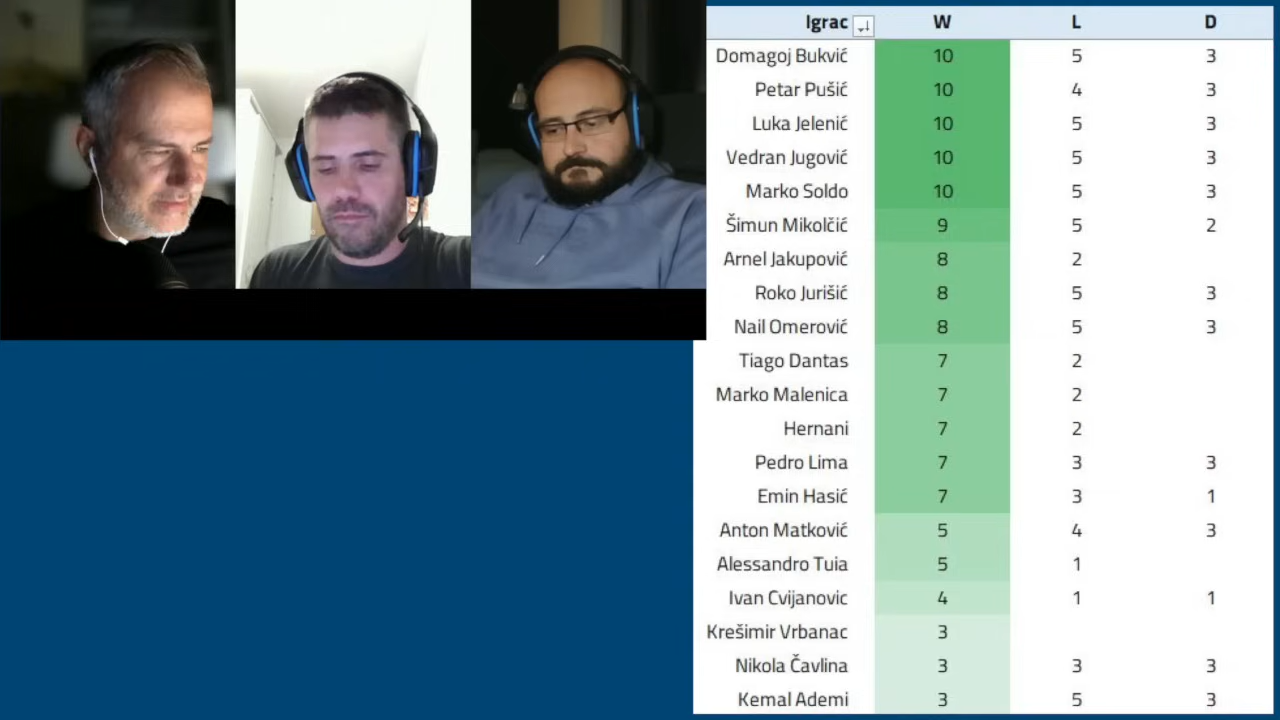 Igrac W L D
Domagoj Bukvić 10 5 3
Petar Pušić 10 4 3
Luka Jelenić 10 5 3
Vedran Jugović 10 5 3
Marko Soldo 10 5 3
Šimun Mikolčić 9 5 2
Arnel Jakupović 8 2
Roko Jurišić 8 5 3
Nail Omerović 8 5 3
Tiago Dantas 7 2
Marko Malenica 7 2
Hernani 7 2
Pedro Lima 7 3 3
Emin Hasić 7 3 1
Anton Matković 5 4 3
Alessandro Tuia 5 1
Ivan Cvijanovic 4 1 1
Krešimir Vrbanac 3
Nikola Čavlina 3 3 3
Kemal Ademi 3 5 3